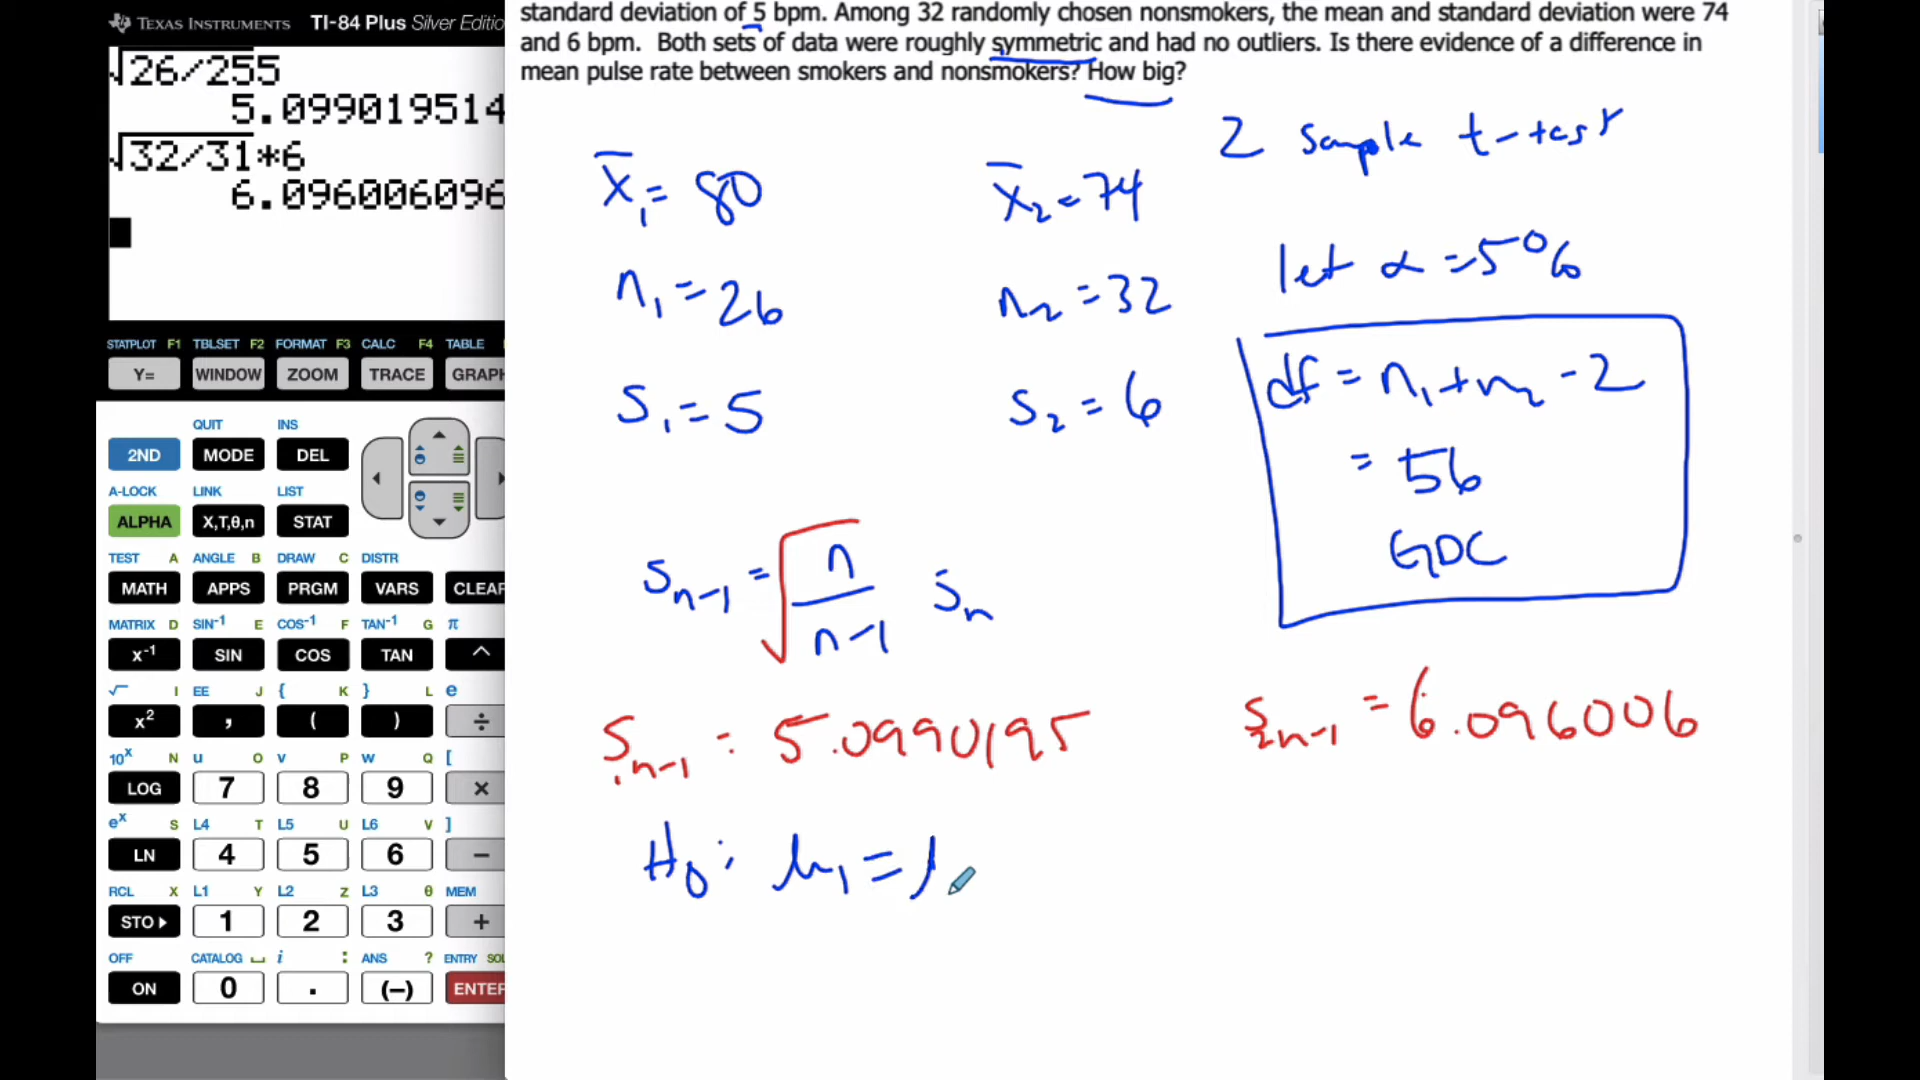 TEXAS INSTRUMENTS TI-84 Plus Silver Editio
√26/255
5.099019514
√32/31*6
6.096006096
STATPLOT F1 TBLSET F2 FORMAT F3 CALC F4 TABLE
Y= WINDOW ZOOM TRACE GRAPH
QUIT INS
2ND MODE DEL
A-LOCK LINK LIST
ALPHA X,T,θ,n STAT
TEST A ANGLE B DRAW C DISTR
MATH APPS PRGM VARS CLEAR
MATRIX D SIN⁻¹ E COS⁻¹ F TAN⁻¹ G π
x⁻¹ SIN COS TAN ^
√ I EE J { K } L e
x² , ( ) ÷
10ˣ N u O v P w Q [
LOG 7 8 9 ×
eˣ S L4 T L5 U L6 V ]
LN 4 5 6 −
RCL X L1 Y L2 Z L3 θ MEM
STO▸ 1 2 3 +
OFF CATALOG ⎵ i : ANS ? ENTRY SOL
ON 0 . (–) ENTER
standard deviation of 5 bpm. Among 32 randomly chosen nonsmokers, the mean and standard deviation were 74
and 6 bpm. Both sets of data were roughly symmetric and had no outliers. Is there evidence of a difference in
mean pulse rate between smokers and nonsmokers? How big?
2 sample t-test
x̄₁ = 80 x̄₂ = 74
let α = 5%
n₁ = 26 n₂ = 32
df = n₁ + n₂ - 2
s₁ = 5 s₂ = 6
= 56
GDC
sₙ₋₁ = √n/n-1 sₙ
s₁ₙ₋₁ = 5.0990195 s₂ₙ₋₁ = 6.096006
H₀: μ₁ =